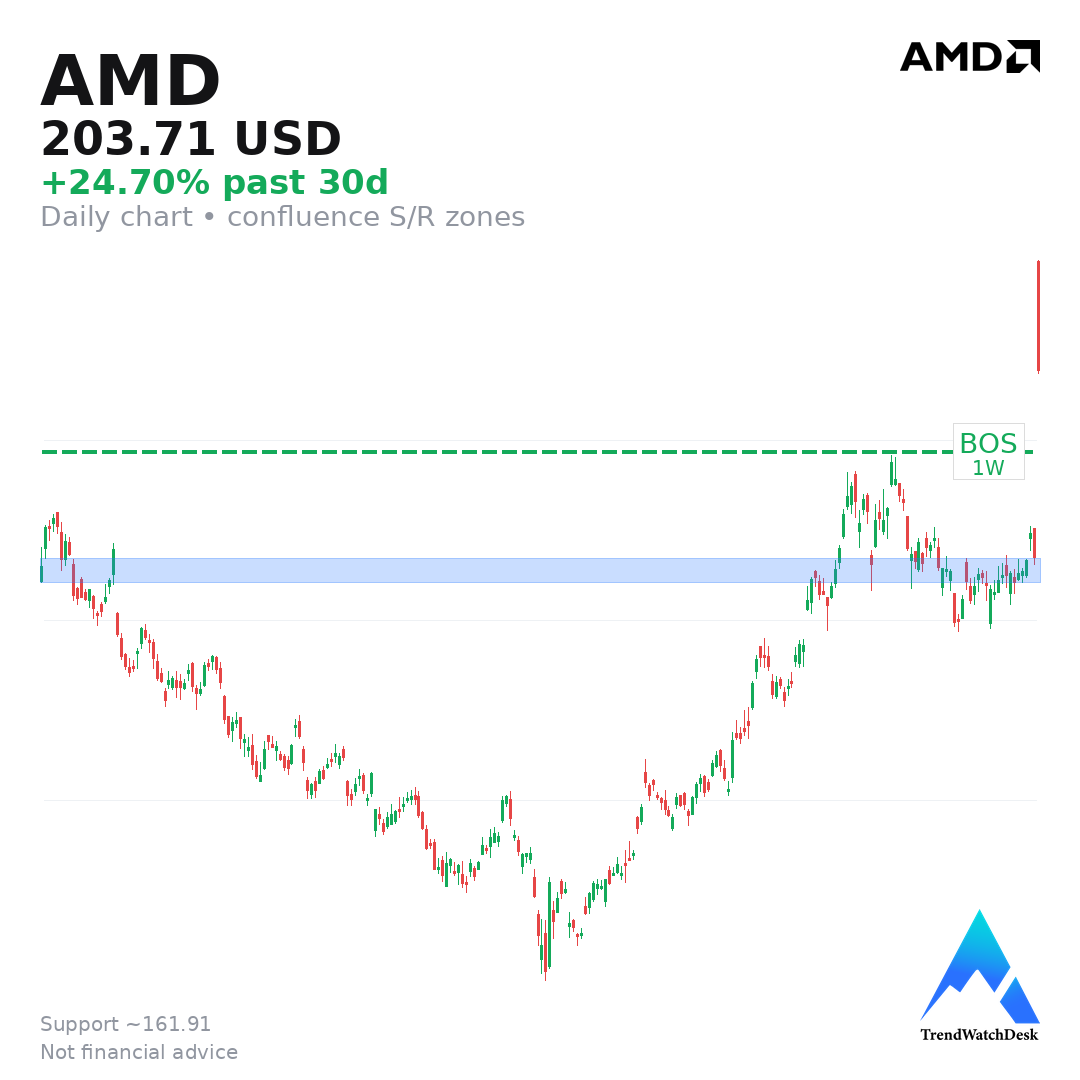 AMD
AMD
203.71 USD
+24.70% past 30d
Daily chart • confluence S/R zones
BOS
1W
Support ~161.91
Not financial advice
TrendWatchDesk